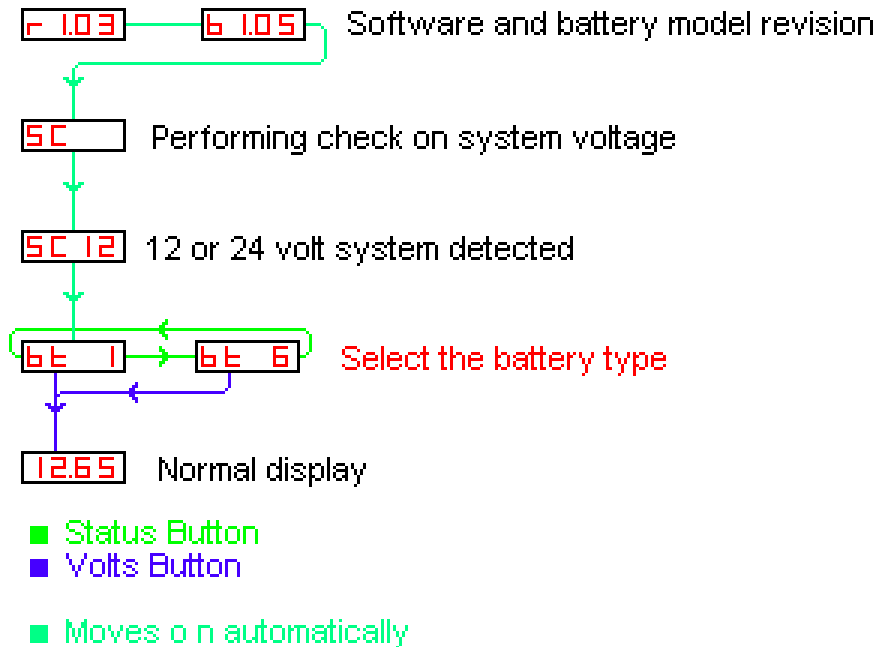 r 1.03 b 1.05 Software and battery model revision
SC Performing check on system voltage
SC 12 12 or 24 volt system detected
bt 1 bt 6 Select the battery type
12.65 Normal display
Status Button
Volts Button
Moves o n automatically